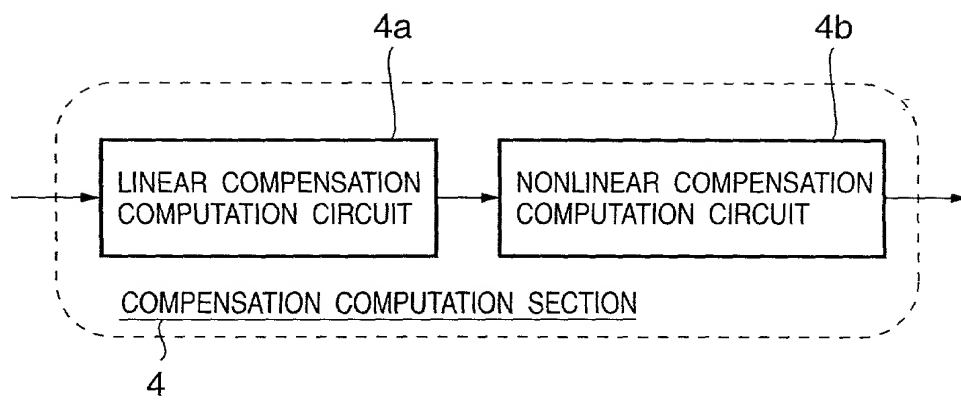 4a
4b
LINEAR COMPENSATION
COMPUTATION CIRCUIT
NONLINEAR COMPENSATION
COMPUTATION CIRCUIT
COMPENSATION COMPUTATION SECTION
4